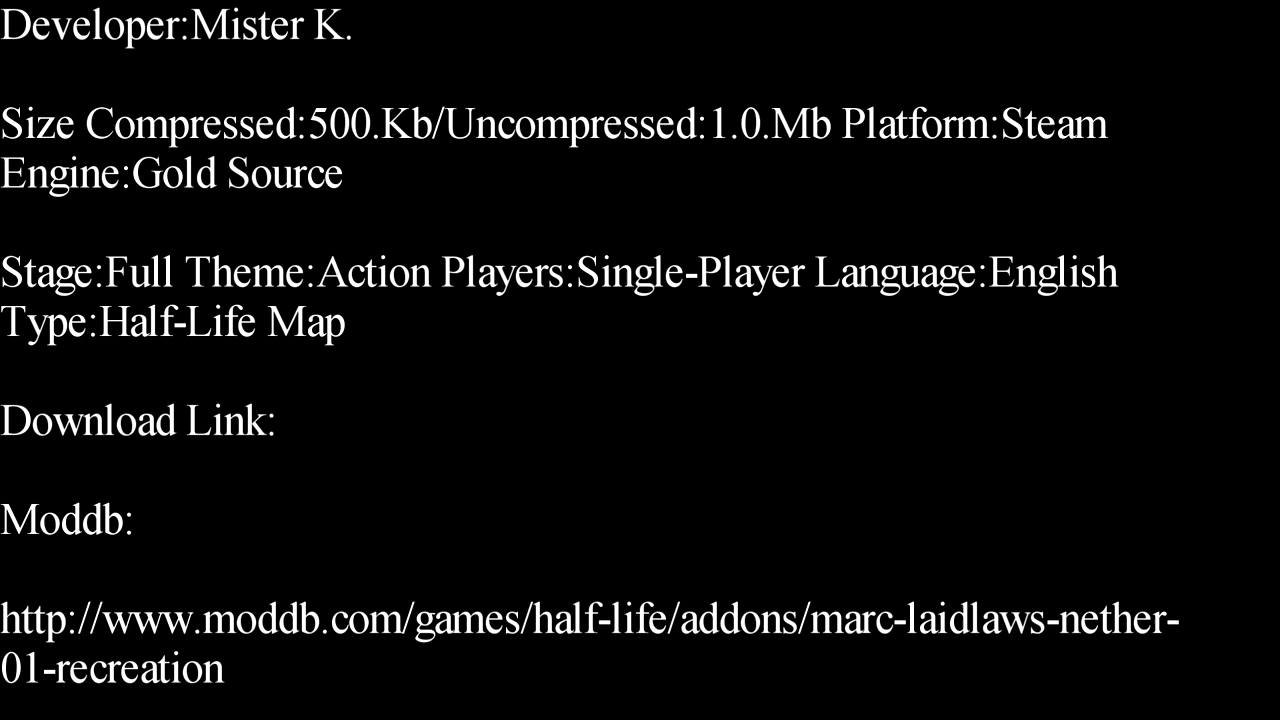 Developer:Mister K.
Size Compressed:500.Kb/Uncompressed:1.0.Mb Platform:Steam
Engine:Gold Source
Stage:Full Theme:Action Players:Single-Player Language:English
Type:Half-Life Map
Download Link:
Moddb:
http://www.moddb.com/games/half-life/addons/marc-laidlaws-nether-
01-recreation